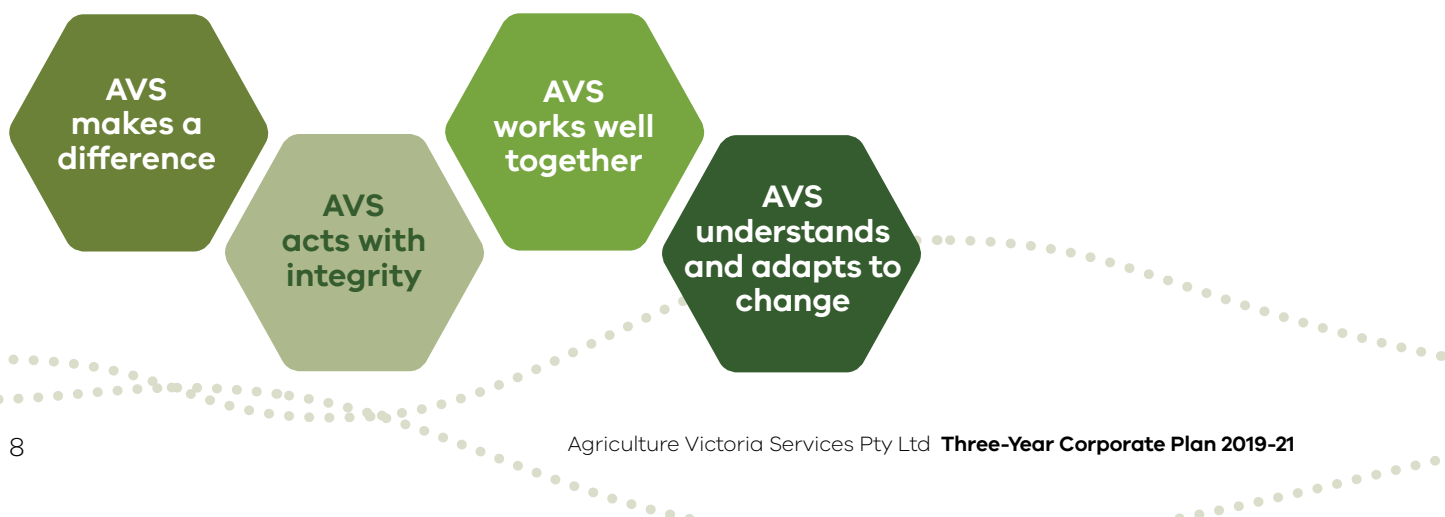 AVS
makes a
difference
AVS
acts with
integrity
AVS
works well
together
AVS
understands
and adapts to
change
8
Agriculture Victoria Services Pty Ltd Three-Year Corporate Plan 2019-21